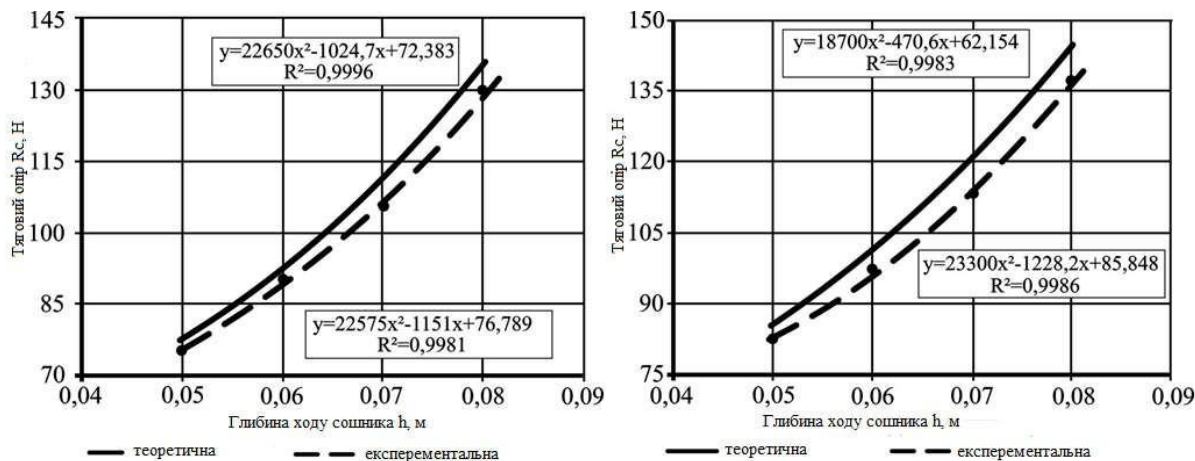 145
130
115
100
85
70
Тяговий опір Rc, Н
y=22650x²-1024,7x+72,383
R²=0,9996
y=22575x²-1151x+76,789
R²=0,9981
0,04 0,05 0,06 0,07 0,08 0,09
Глибина ходу сошника h, м
теоретична експерементальна
150
135
120
105
90
75
Тяговий опір Rc, Н
y=18700x²-470,6x+62,154
R²=0,9983
y=23300x²-1228,2x+85,848
R²=0,9986
0,04 0,05 0,06 0,07 0,08 0,09
Глибина ходу сошника h, м
теоретична експерементальна